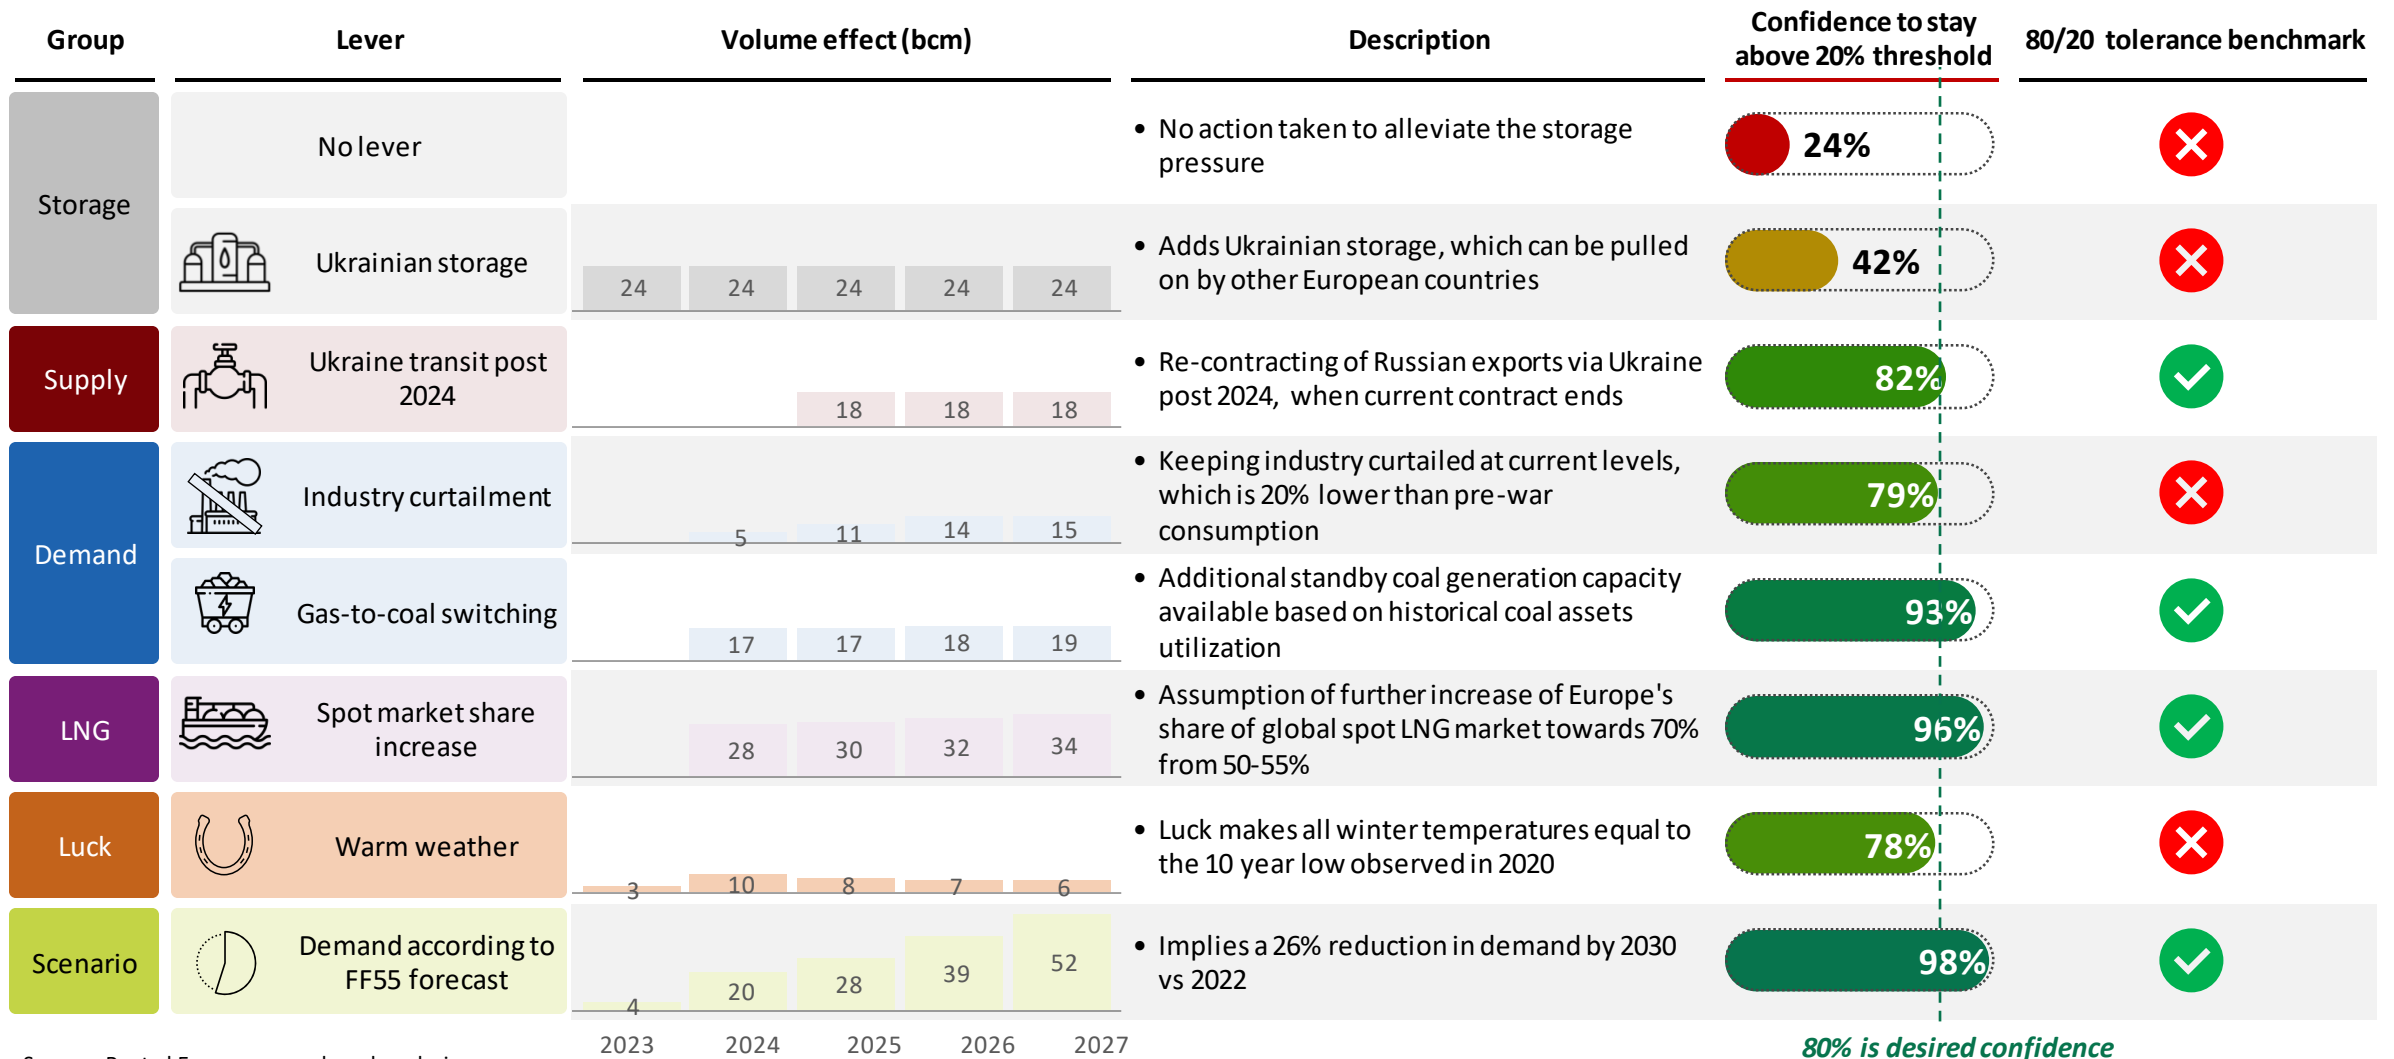 Group
Lever
Volume effect (bcm)
Description
Confidence to stay
above 20% threshold
80/20 tolerance benchmark
Storage
No lever
• No action taken to alleviate the storage
pressure
24%
Ukrainian storage
24 24 24 24 24
• Adds Ukrainian storage, which can be pulled
on by other European countries
42%
Supply
Ukraine transit post
2024
18 18 18
• Re-contracting of Russian exports via Ukraine
post 2024, when current contract ends
82%
Demand
Industry curtailment
5 11 14 15
• Keeping industry curtailed at current levels,
which is 20% lower than pre-war
consumption
79%
Gas-to-coal switching
17 17 18 19
• Additional standby coal generation capacity
available based on historical coal assets
utilization
93%
LNG
Spot market share
increase
28 30 32 34
• Assumption of further increase of Europe's
share of global spot LNG market towards 70%
from 50-55%
96%
Luck
Warm weather
3 10 8 7 6
• Luck makes all winter temperatures equal to
the 10 year low observed in 2020
78%
Scenario
Demand according to
FF55 forecast
4 20 28 39 52
• Implies a 26% reduction in demand by 2030
vs 2022
98%
2023 2024 2025 2026 2027
80% is desired confidence